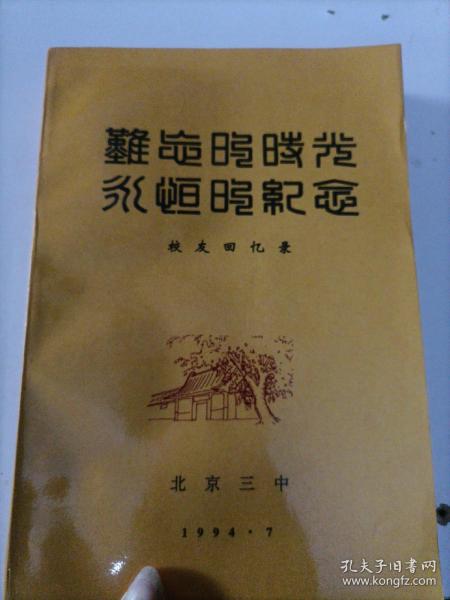 難忘的時光
永恒的紀念
校友回忆录
北京三中
1994·7
孔夫子旧书网
www.kongfz.com